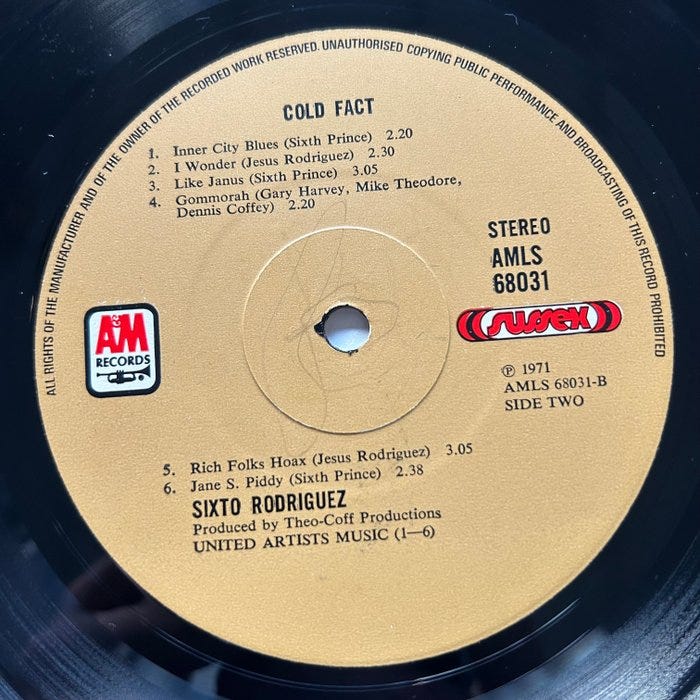 ALL RIGHTS OF THE MANUFACTURER AND OF THE OWNER OF THE RECORDED WORK RESERVED. UNAUTHORISED COPYING PUBLIC PERFORMANCE AND BROADCASTING OF THIS RECORD PROHIBITED
COLD FACT
1. Inner City Blues (Sixth Prince) 2.20
2. I Wonder (Jesus Rodriguez) 2.30
3. Like Janus (Sixth Prince) 3.05
4. Gommorah (Gary Harvey, Mike Theodore,
Dennis Coffey) 2.20
STEREO
AMLS
68031
A&M
RECORDS
sussex
℗ 1971
AMLS 68031-B
SIDE TWO
5. Rich Folks Hoax (Jesus Rodriguez) 3.05
6. Jane S. Piddy (Sixth Prince) 2.38
SIXTO RODRIGUEZ
Produced by Theo-Coff Productions
UNITED ARTISTS MUSIC (1—6)